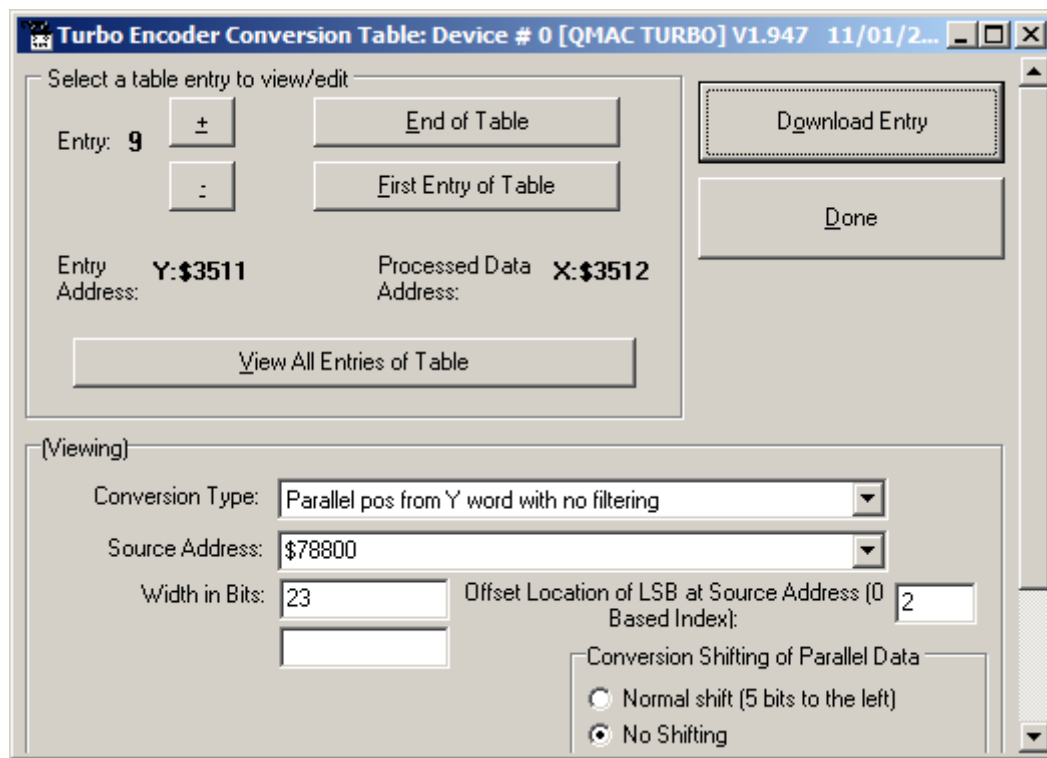 Turbo Encoder Conversion Table: Device # 0 [QMAC TURBO] V1.947 11/01/2...
Select a table entry to view/edit
Entry: 9
+
End of Table
Download Entry
-
First Entry of Table
Done
Entry Address: Y:$3511
Processed Data Address: X:$3512
View All Entries of Table
(Viewing)
Conversion Type: Parallel pos from Y word with no filtering
Source Address: $78800
Width in Bits: 23
Offset Location of LSB at Source Address (0 Based Index): 2
Conversion Shifting of Parallel Data
Normal shift (5 bits to the left)
No Shifting